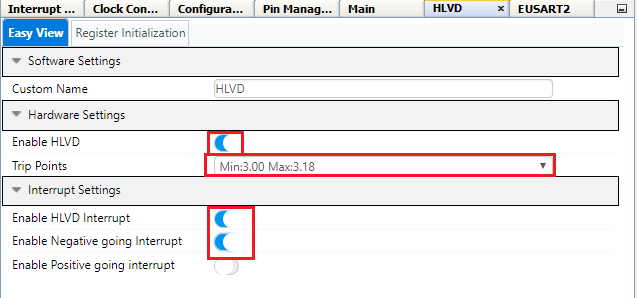 Interrupt ... Clock Con... Configura... Pin Manag... Main HLVD × EUSART2
Easy View Register Initialization
Software Settings
Custom Name HLVD
Hardware Settings
Enable HLVD
Trip Points Min:3.00 Max:3.18
Interrupt Settings
Enable HLVD Interrupt
Enable Negative going Interrupt
Enable Positive going interrupt